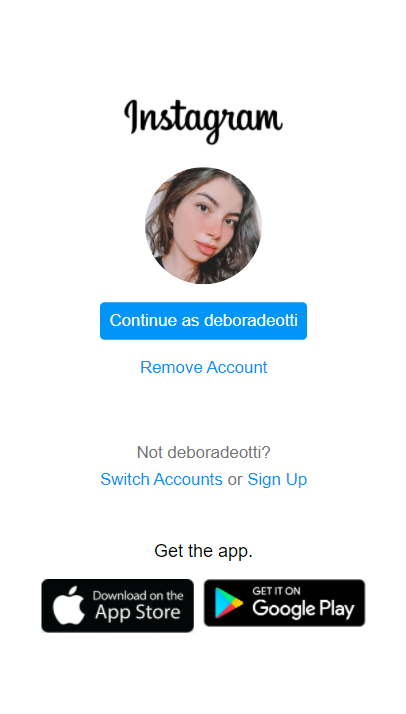 Instagram
Continue as deboradeotti
Remove Account
Not deboradeotti?
Switch Accounts or Sign Up
Get the app.
Download on the
App Store
GET IT ON
Google Play